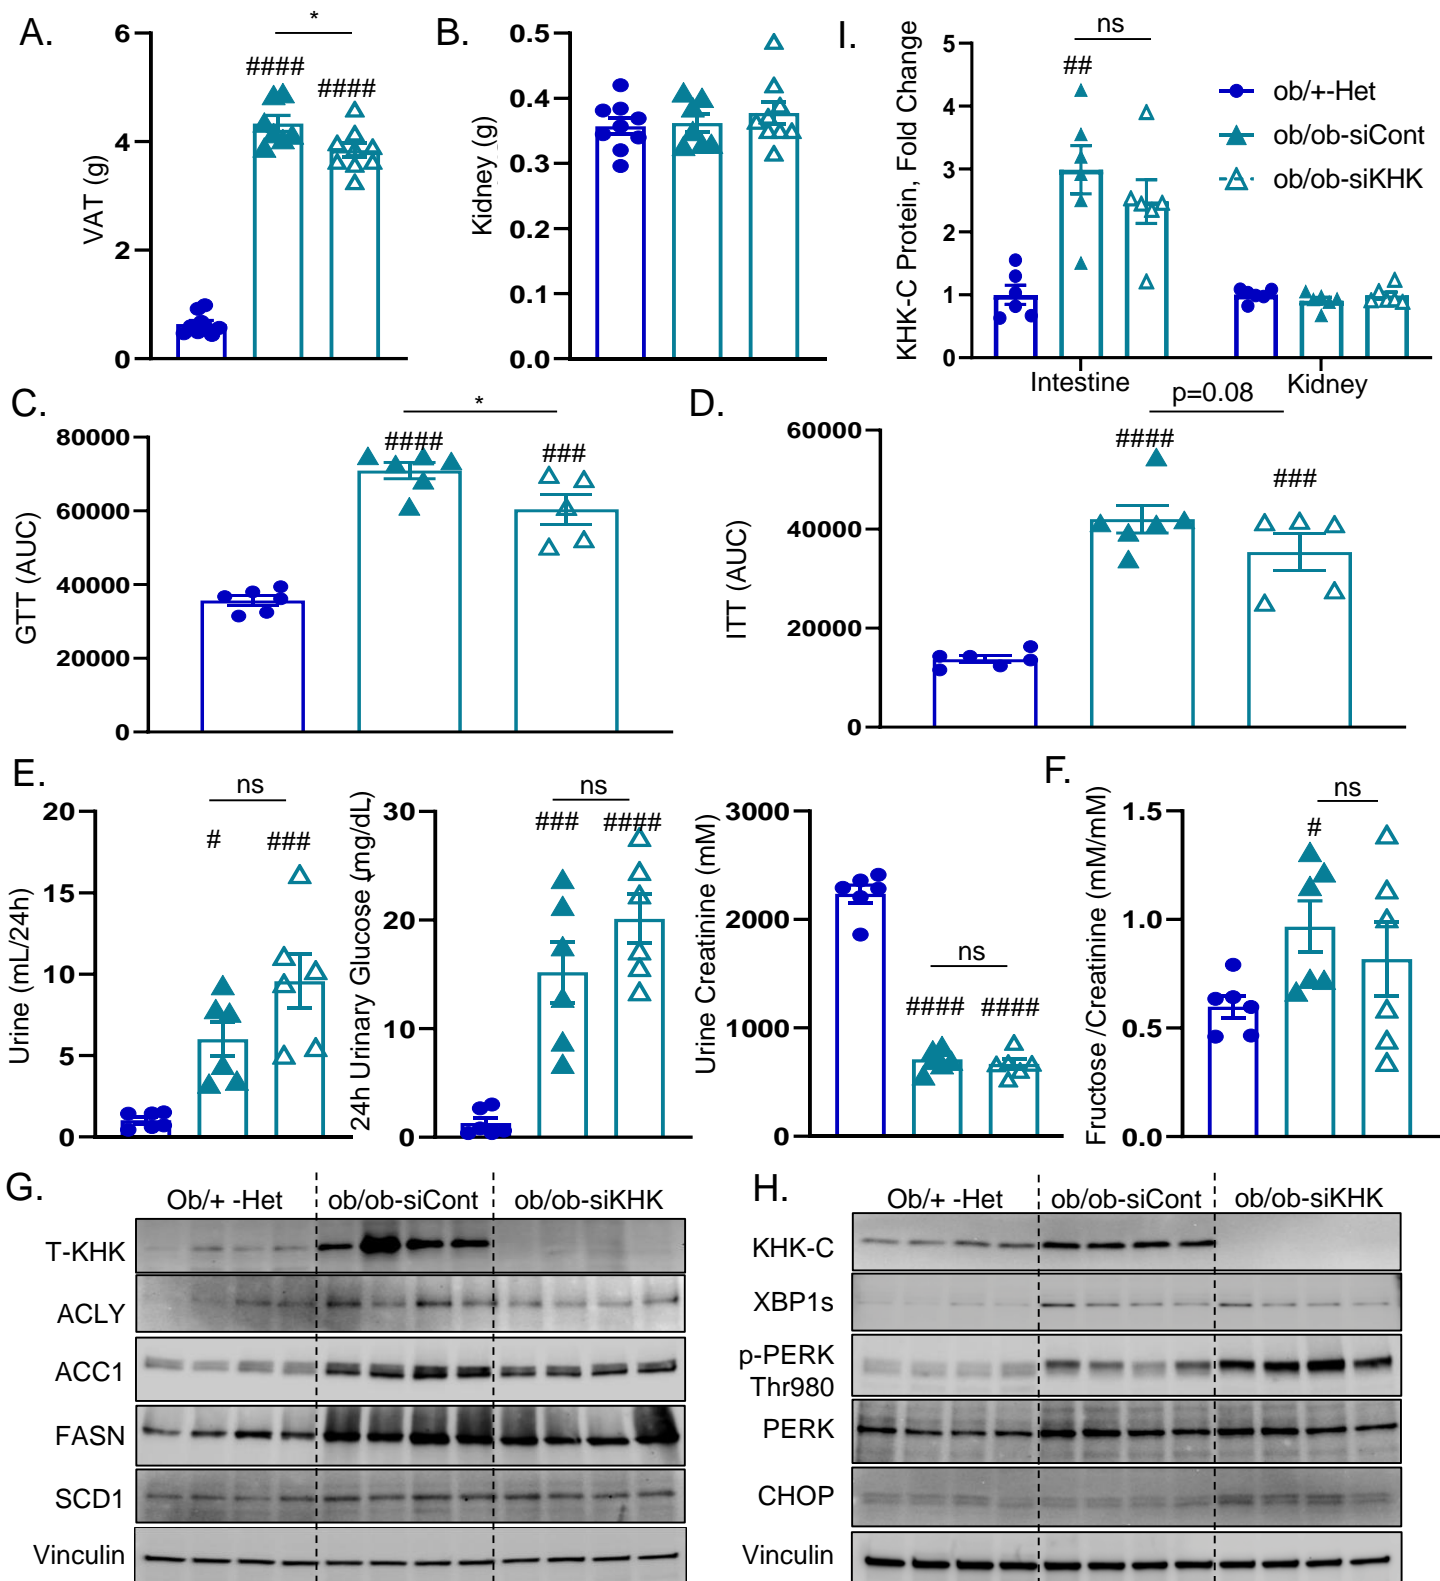 A.
VAT (g)
6
4
2
0
####
*
####
B.
Kidney (g)
0.5
0.4
0.3
0.2
0.1
0.0
I.
KHK-C Protein, Fold Change
5
4
3
2
1
0
##
ns
Intestine
Kidney
ob/+-Het
ob/ob-siCont
ob/ob-siKHK
C.
GTT (AUC)
80000
60000
40000
20000
0
####
*
###
D.
ITT (AUC)
60000
40000
20000
0
####
p=0.08
###
E.
Urine (mL/24h)
20
15
10
5
0
ns
#
###
24h Urinary Glucose (mg/dL)
30
20
10
0
ns
###
####
Urine Creatinine (mM)
3000
2000
1000
0
ns
####
####
F.
Fructose /Creatinine (mM/mM)
1.5
1.0
0.5
0.0
ns
#
G.
Ob/+ -Het
ob/ob-siCont
ob/ob-siKHK
T-KHK
ACLY
ACC1
FASN
SCD1
Vinculin
H.
Ob/+ -Het
ob/ob-siCont
ob/ob-siKHK
KHK-C
XBP1s
p-PERK
Thr980
PERK
CHOP
Vinculin